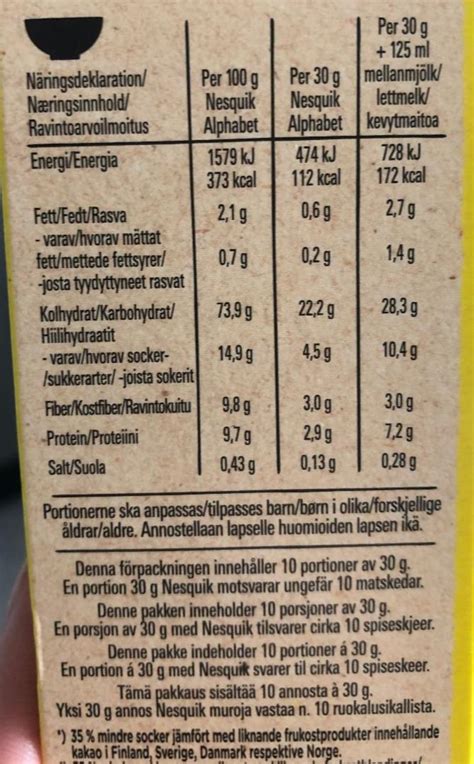 Per 30 g
+ 125 ml
Näringsdeklaration/ Per 100 g Per 30 g mellanmjölk/
Næringsinnhold/ Nesquik Nesquik lettmelk/
Ravintoarvoilmoitus Alphabet Alphabet kevytmaitoa
Energi/Energia 1579 kJ 474 kJ 728 kJ
373 kcal 112 kcal 172 kcal
Fett/Fedt/Rasva 2,1 g 0,6 g 2,7 g
- varav/hvorav mättat
fett/mettede fettsyrer/ 0,7 g 0,2 g 1,4 g
-josta tyydyttyneet rasvat
Kolhydrat/Karbohydrat/ 73,9 g 22,2 g 28,3 g
Hiilihydraatit
- varav/hvorav socker- 14,9 g 4,5 g 10,4 g
/sukkerarter/ -joista sokerit
Fiber/Kostfiber/Ravintokuitu 9,8 g 3,0 g 3,0 g
Protein/Proteiini 9,7 g 2,9 g 7,2 g
Salt/Suola 0,43 g 0,13 g 0,28 g
Portionerne ska anpassas/tilpasses barn/børn i olika/forskjellige
åldrar/aldre. Annostellaan lapselle huomioiden lapsen ikä.
Denna förpackningen innehåller 10 portioner av 30 g.
En portion 30 g Nesquik motsvarar ungefär 10 matskedar.
Denne pakken inneholder 10 porsjoner av 30 g.
En porsjon av 30 g med Nesquik tilsvarer cirka 10 spiseskjeer.
Denne pakke indeholder 10 portioner á 30 g.
En portion á 30 g med Nesquik svarer til cirka 10 spiseskeer.
Tämä pakkaus sisältää 10 annosta à 30 g.
Yksi 30 g annos Nesquik muroja vastaa n. 10 ruokalusikallista.
*) 35 % mindre socker jämfört med liknande frukostprodukter innehållande
kakao i Finland, Sverige, Danmark respektive Norge.